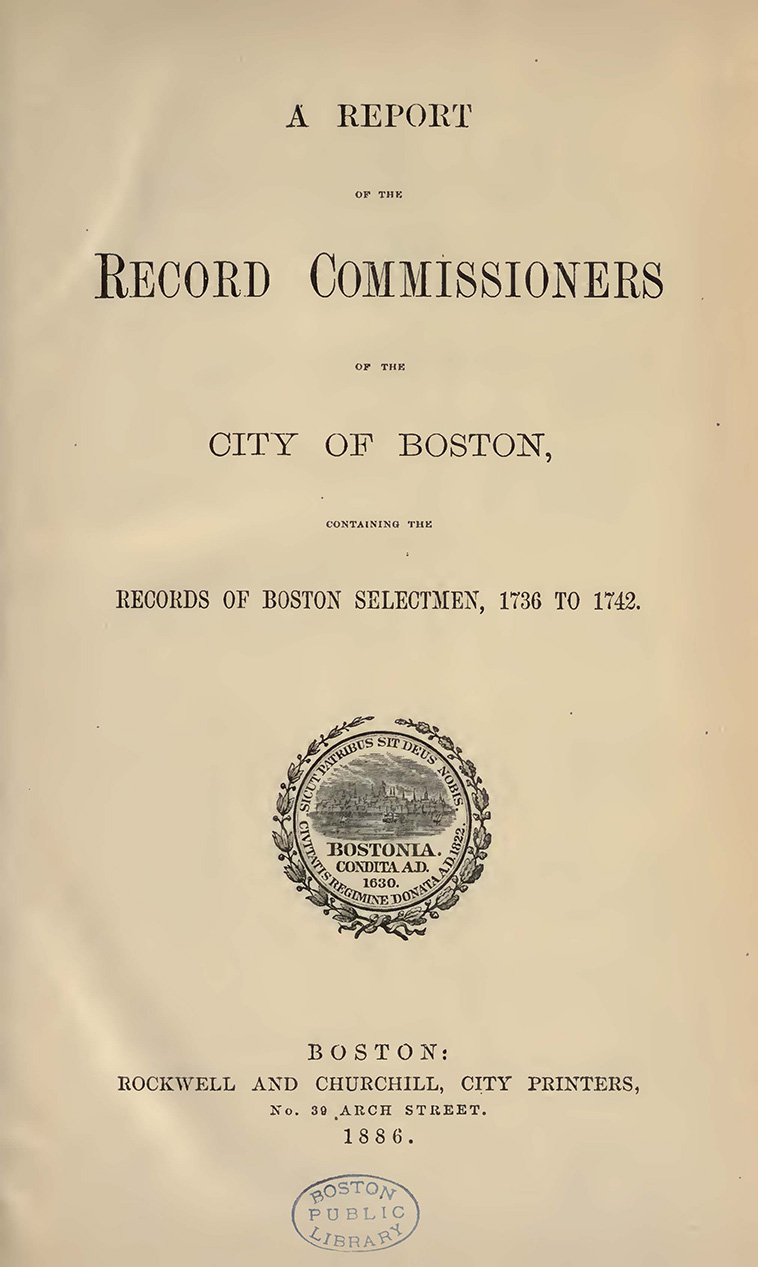 A REPORT
OF THE
RECORD COMMISSIONERS
OF THE
CITY OF BOSTON,
CONTAINING THE
RECORDS OF BOSTON SELECTMEN, 1736 TO 1742.
SICUT PATRIBUS SIT DEUS NOBIS.
BOSTONIA.
CONDITA A.D.
1630.
CIVITATIS REGIMINE DONATA A.D. 1822.
BOSTON:
ROCKWELL AND CHURCHILL, CITY PRINTERS,
No. 39 ARCH STREET.
1886.
BOSTON
PUBLIC
LIBRARY